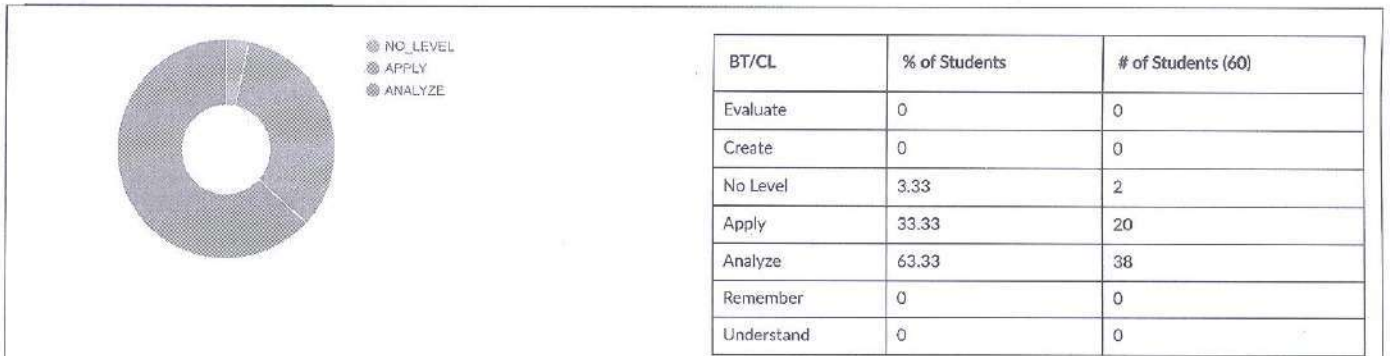 NO_LEVEL
APPLY
ANALYZE
BT/CL % of Students # of Students (60)
Evaluate 0 0
Create 0 0
No Level 3.33 2
Apply 33.33 20
Analyze 63.33 38
Remember 0 0
Understand 0 0